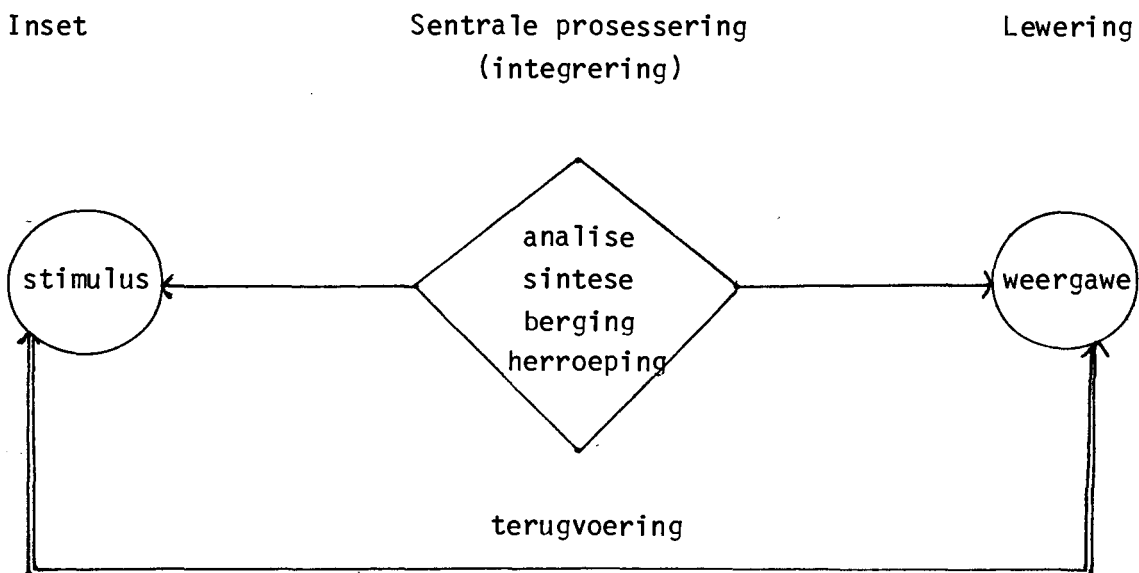 Inset Sentrale prosessering Lewering
(integrering)
analise
stimulus sintese weergawe
berging
herroeping
terugvoering